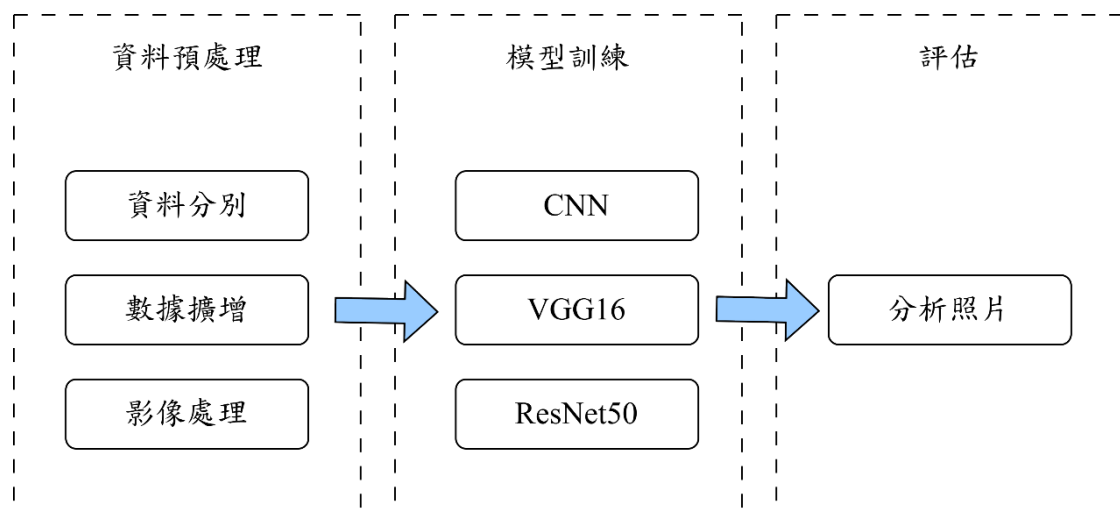 資料預處理
資料分別
數據擴增
影像處理
模型訓練
CNN
VGG16
ResNet50
評估
分析照片